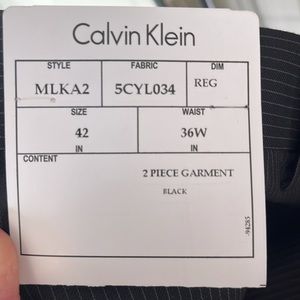 Calvin Klein
STYLE FABRIC DIM
MLKA2 5CYL034 REG
SIZE WAIST
42 36W
IN IN
CONTENT
2 PIECE GARMENT
BLACK
-94285